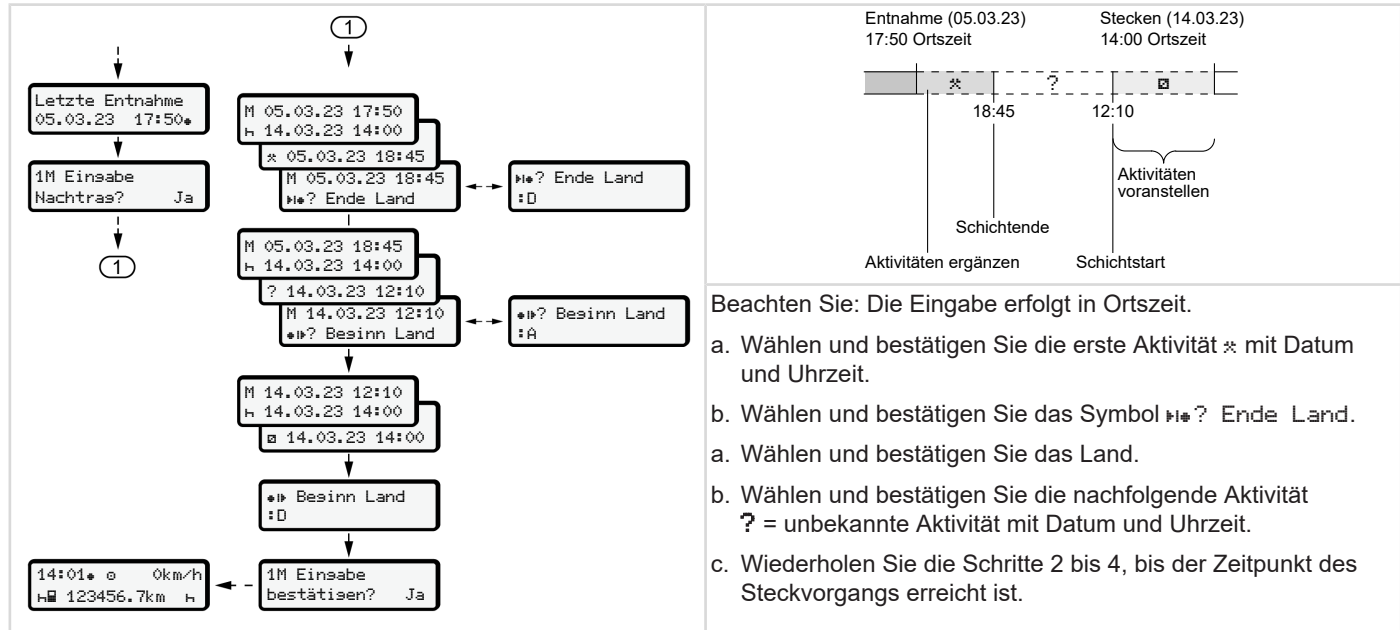 1
Letzte Entnahme
05.03.23 17:50
1M Eingabe
Nachtrag? Ja
1
M 05.03.23 17:50
h 14.03.23 14:00
05.03.23 18:45
M 05.03.23 18:45
? Ende Land
? Ende Land
:D
M 05.03.23 18:45
h 14.03.23 14:00
? 14.03.23 12:10
M 14.03.23 12:10
? Beginn Land
? Beginn Land
:A
M 14.03.23 12:10
h 14.03.23 14:00
14.03.23 14:00
Beginn Land
:D
1M Eingabe
bestätigen? Ja
14:01 0km/h
h 123456.7km h
Entnahme (05.03.23)
17:50 Ortszeit
Stecken (14.03.23)
14:00 Ortszeit
?
18:45
12:10
Aktivitäten
voranstellen
Schichtende
Aktivitäten ergänzen
Schichtstart
Beachten Sie: Die Eingabe erfolgt in Ortszeit.
a. Wählen und bestätigen Sie die erste Aktivität mit Datum
und Uhrzeit.
b. Wählen und bestätigen Sie das Symbol ? Ende Land.
a. Wählen und bestätigen Sie das Land.
b. Wählen und bestätigen Sie die nachfolgende Aktivität
? = unbekannte Aktivität mit Datum und Uhrzeit.
c. Wiederholen Sie die Schritte 2 bis 4, bis der Zeitpunkt des
Steckvorgangs erreicht ist.